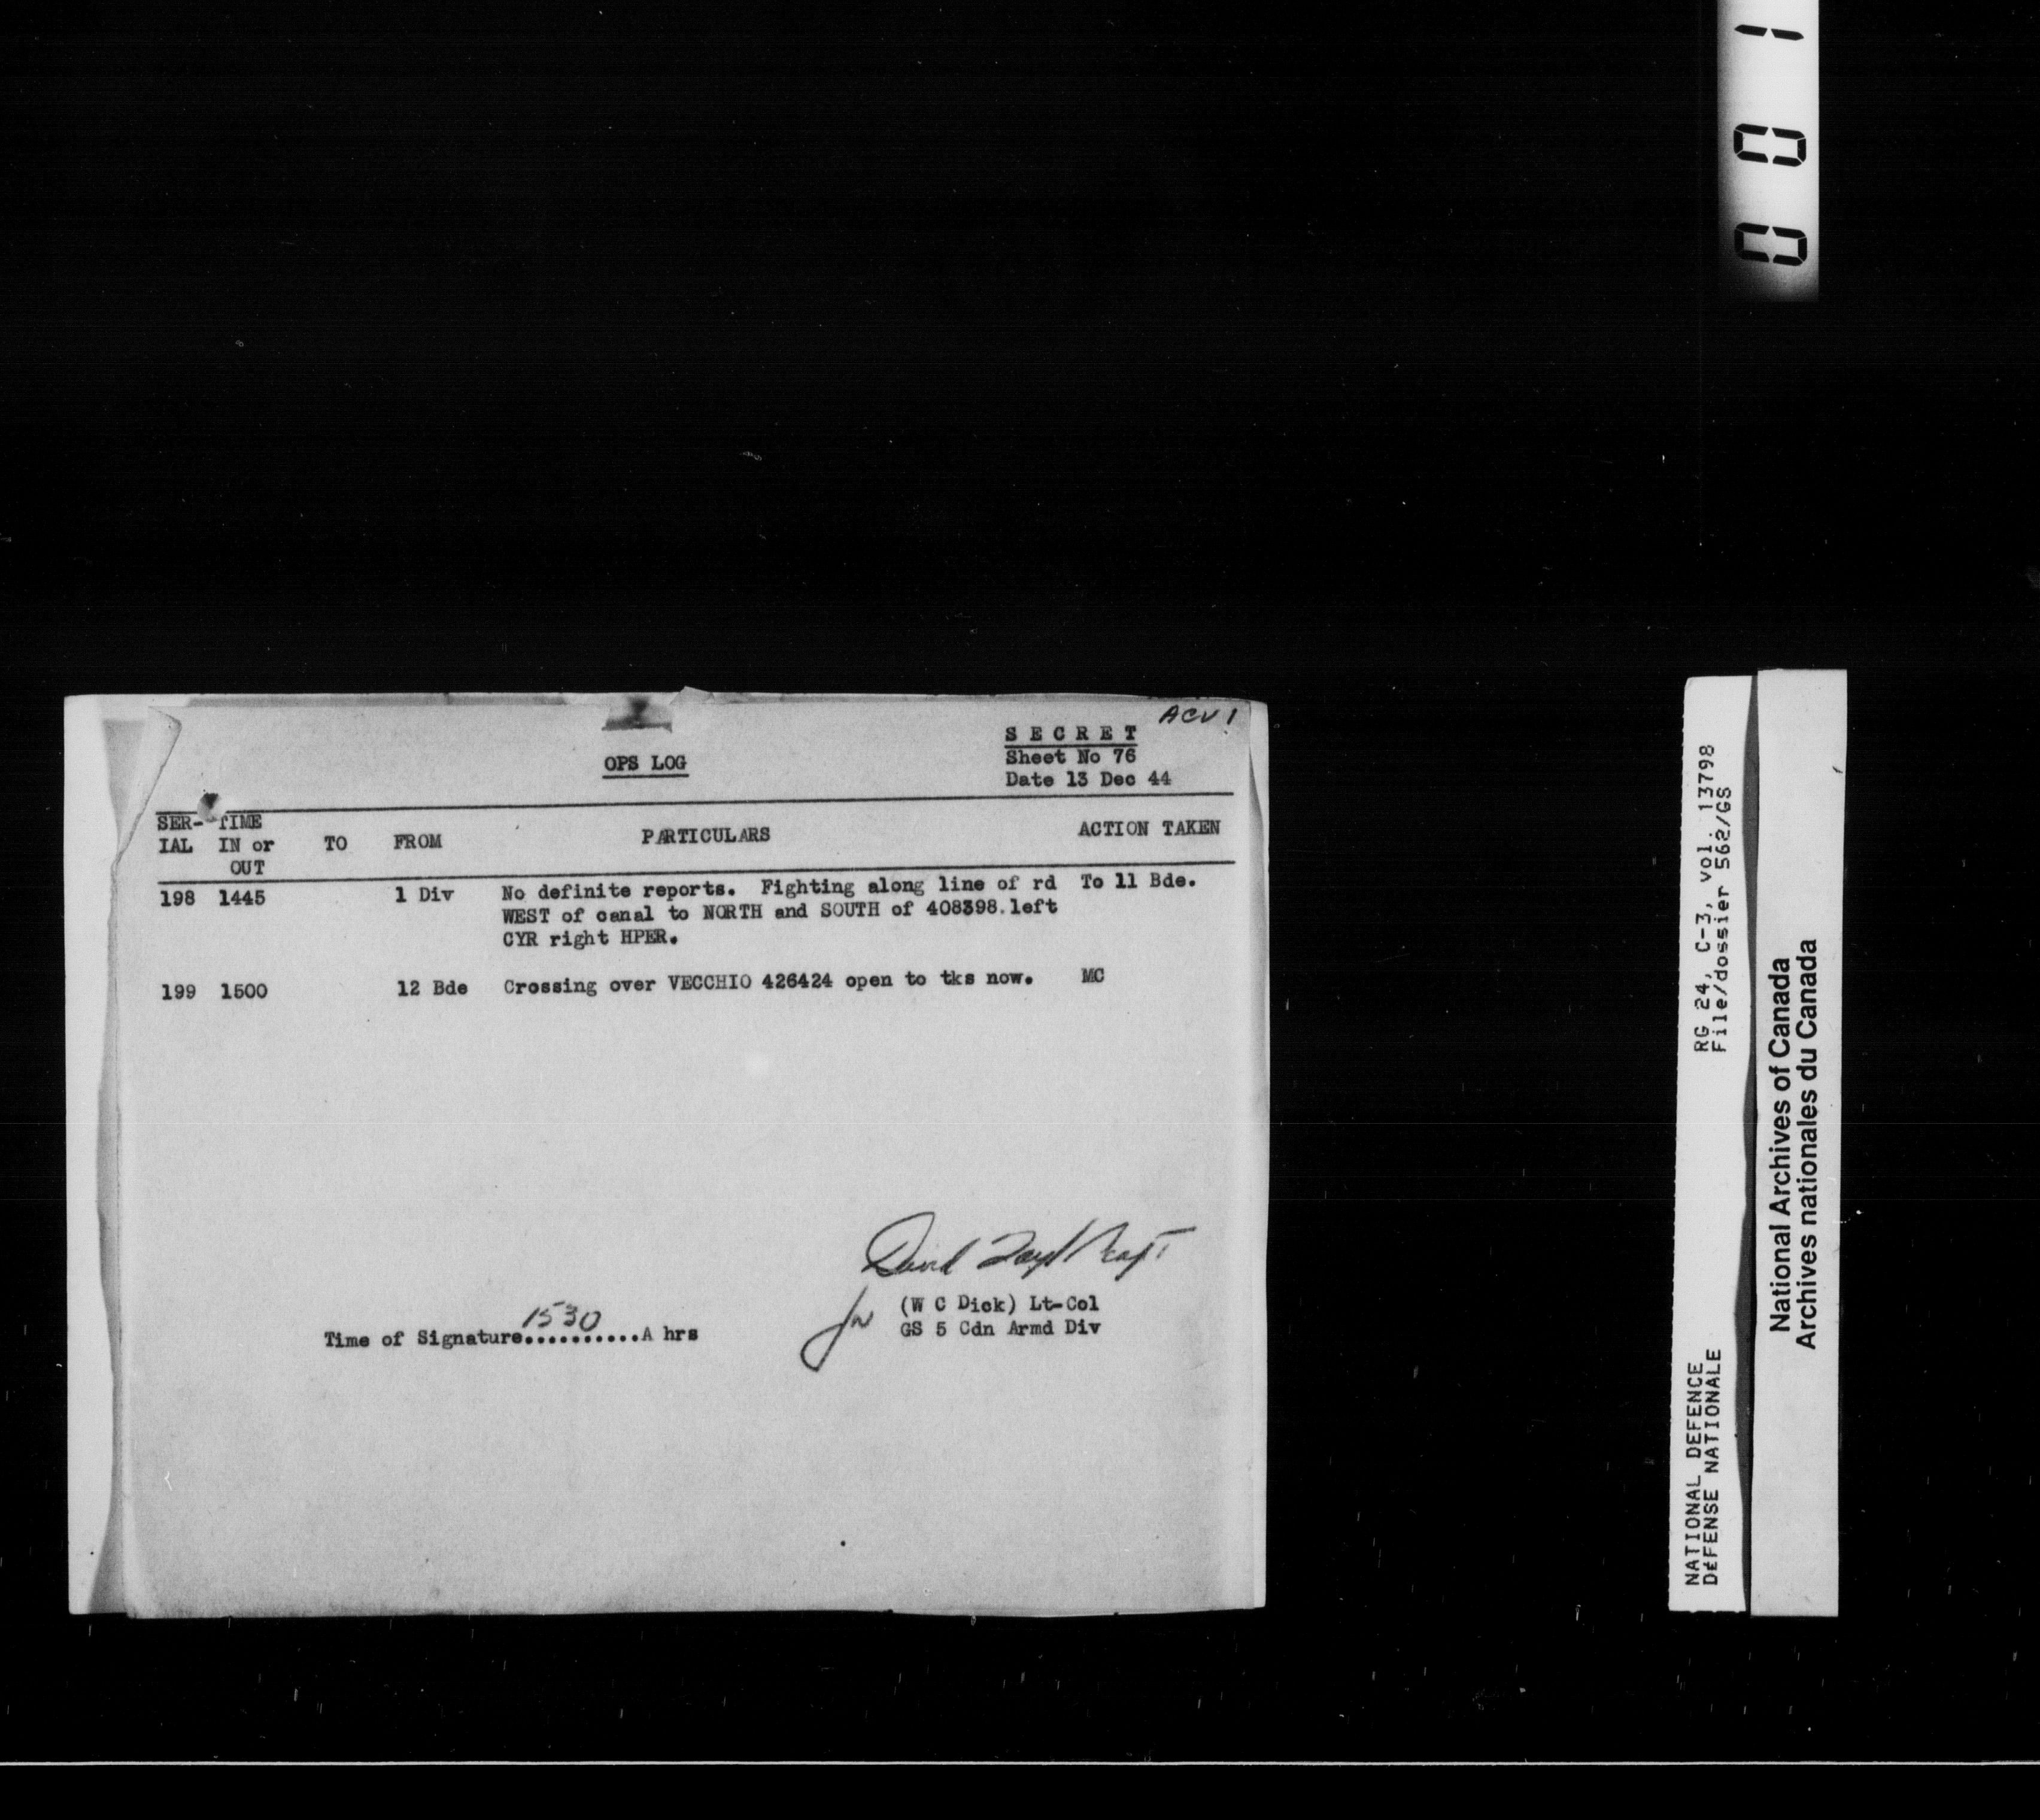 001
ACV 1
SECRET
Sheet No 76
Date 13 Dec 44
OPS LOG
SER- TIME
IAL IN or TO FROM PARTICULARS ACTION TAKEN
OUT
198 1445 1 Div No definite reports. Fighting along line of rd To 11 Bde.
WEST of canal to NORTH and SOUTH of 408398.left
CYR right HPER.
199 1500 12 Bde Crossing over VECCHIO 426424 open to tks now. MC
David Capt
for (W C Dick) Lt-Col
GS 5 Cdn Armd Div
Time of Signature..1530..A hrs
RG 24, C-3, vol. 13798
File/dossier 562/GS
NATIONAL DEFENCE
DéFENSE NATIONALE
National Archives of Canada
Archives nationales du Canada